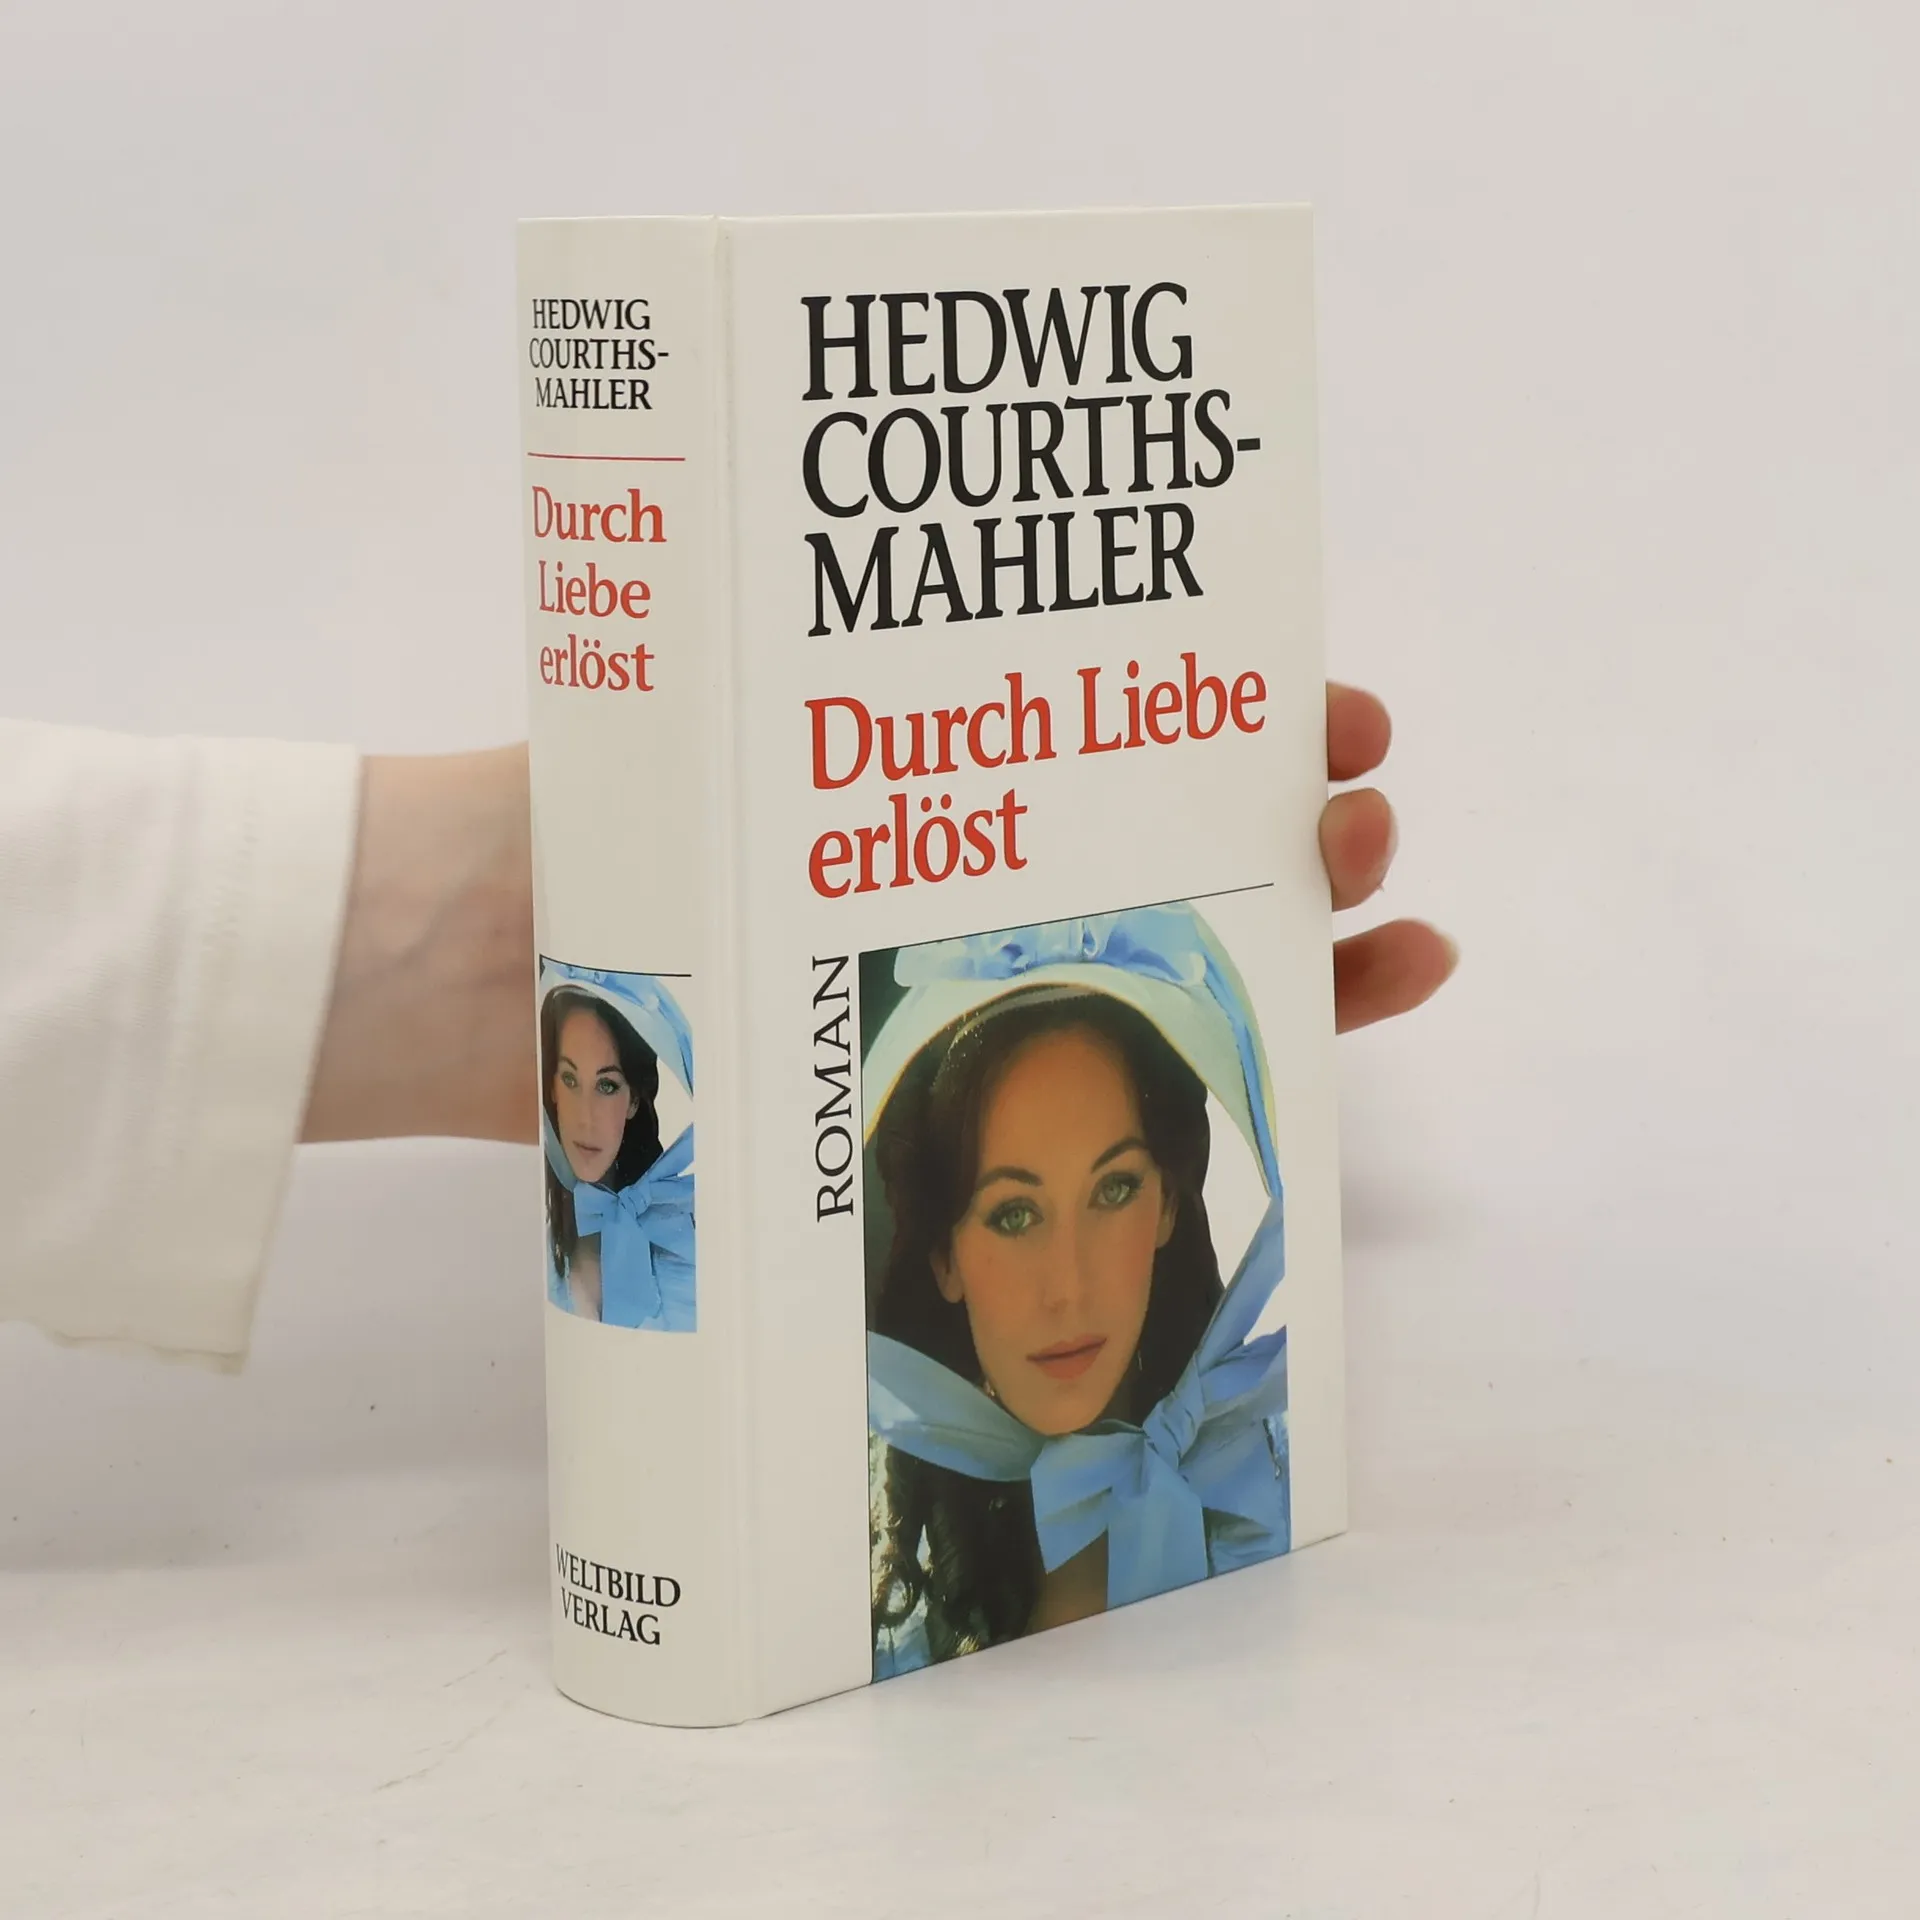 HEDWIG
COURTHS-
MAHLER
Durch
Liebe
erlöst
WELTBILD
VERLAG
HEDWIG
COURTHS-
MAHLER
Durch Liebe
erlöst
ROMAN